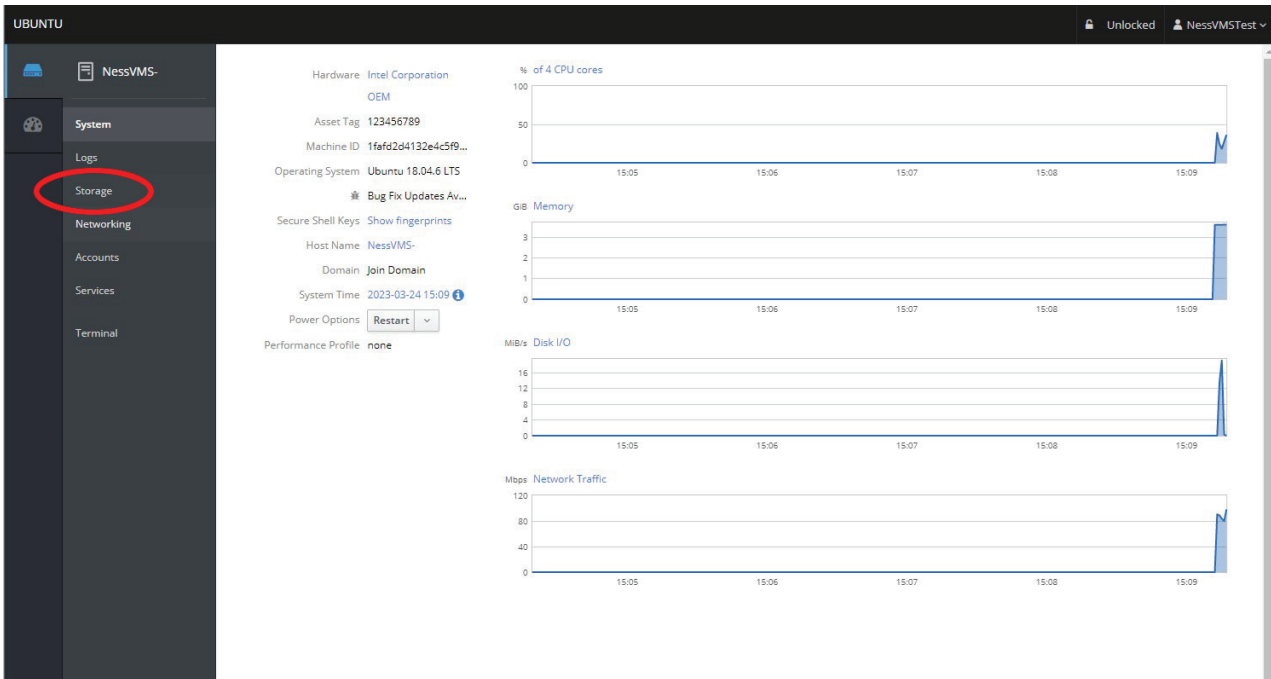 UBUNTU
Unlocked NessVMSTest
NessVMS-
System
Logs
Storage
Networking
Accounts
Services
Terminal
Hardware Intel Corporation
OEM
Asset Tag 123456789
Machine ID 1fafd2d4132e4c5f9...
Operating System Ubuntu 18.04.6 LTS
Bug Fix Updates Av...
Secure Shell Keys Show fingerprints
Host Name NessVMS-
Domain Join Domain
System Time 2023-03-24 15:09
Power Options Restart
Performance Profile none
% of 4 CPU cores
100
50
0
15:05 15:06 15:07 15:08 15:09
GiB Memory
3
2
1
0
15:05 15:06 15:07 15:08 15:09
MiB/s Disk I/O
16
12
8
4
0
15:05 15:06 15:07 15:08 15:09
Mbps Network Traffic
120
80
40
0
15:05 15:06 15:07 15:08 15:09